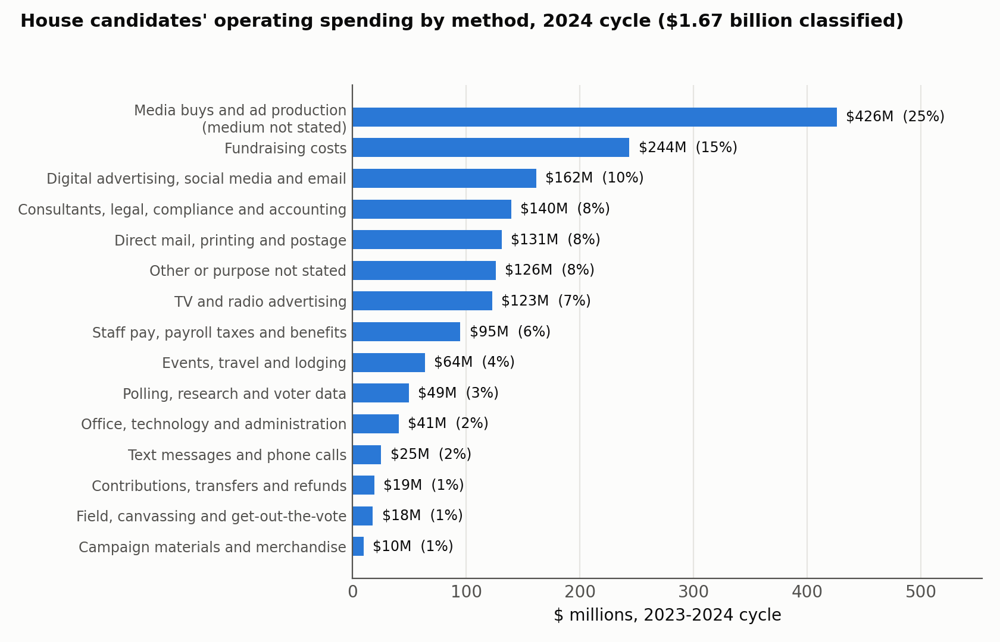 House candidates' operating spending by method, 2024 cycle ($1.67 billion classified)
Media buys and ad production
(medium not stated)
$426M (25%)
Fundraising costs
$244M (15%)
Digital advertising, social media and email
$162M (10%)
Consultants, legal, compliance and accounting
$140M (8%)
Direct mail, printing and postage
$131M (8%)
Other or purpose not stated
$126M (8%)
TV and radio advertising
$123M (7%)
Staff pay, payroll taxes and benefits
$95M (6%)
Events, travel and lodging
$64M (4%)
Polling, research and voter data
$49M (3%)
Office, technology and administration
$41M (2%)
Text messages and phone calls
$25M (2%)
Contributions, transfers and refunds
$19M (1%)
Field, canvassing and get-out-the-vote
$18M (1%)
Campaign materials and merchandise
$10M (1%)
0 100 200 300 400 500
$ millions, 2023-2024 cycle